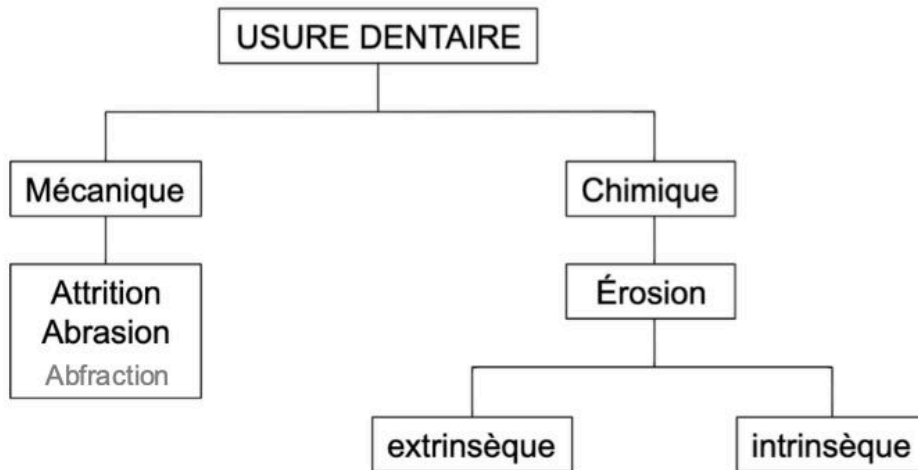 USURE DENTAIRE
Mécanique
Chimique
Attrition
Abrasion
Abfraction
Érosion
extrinsèque
intrinsèque